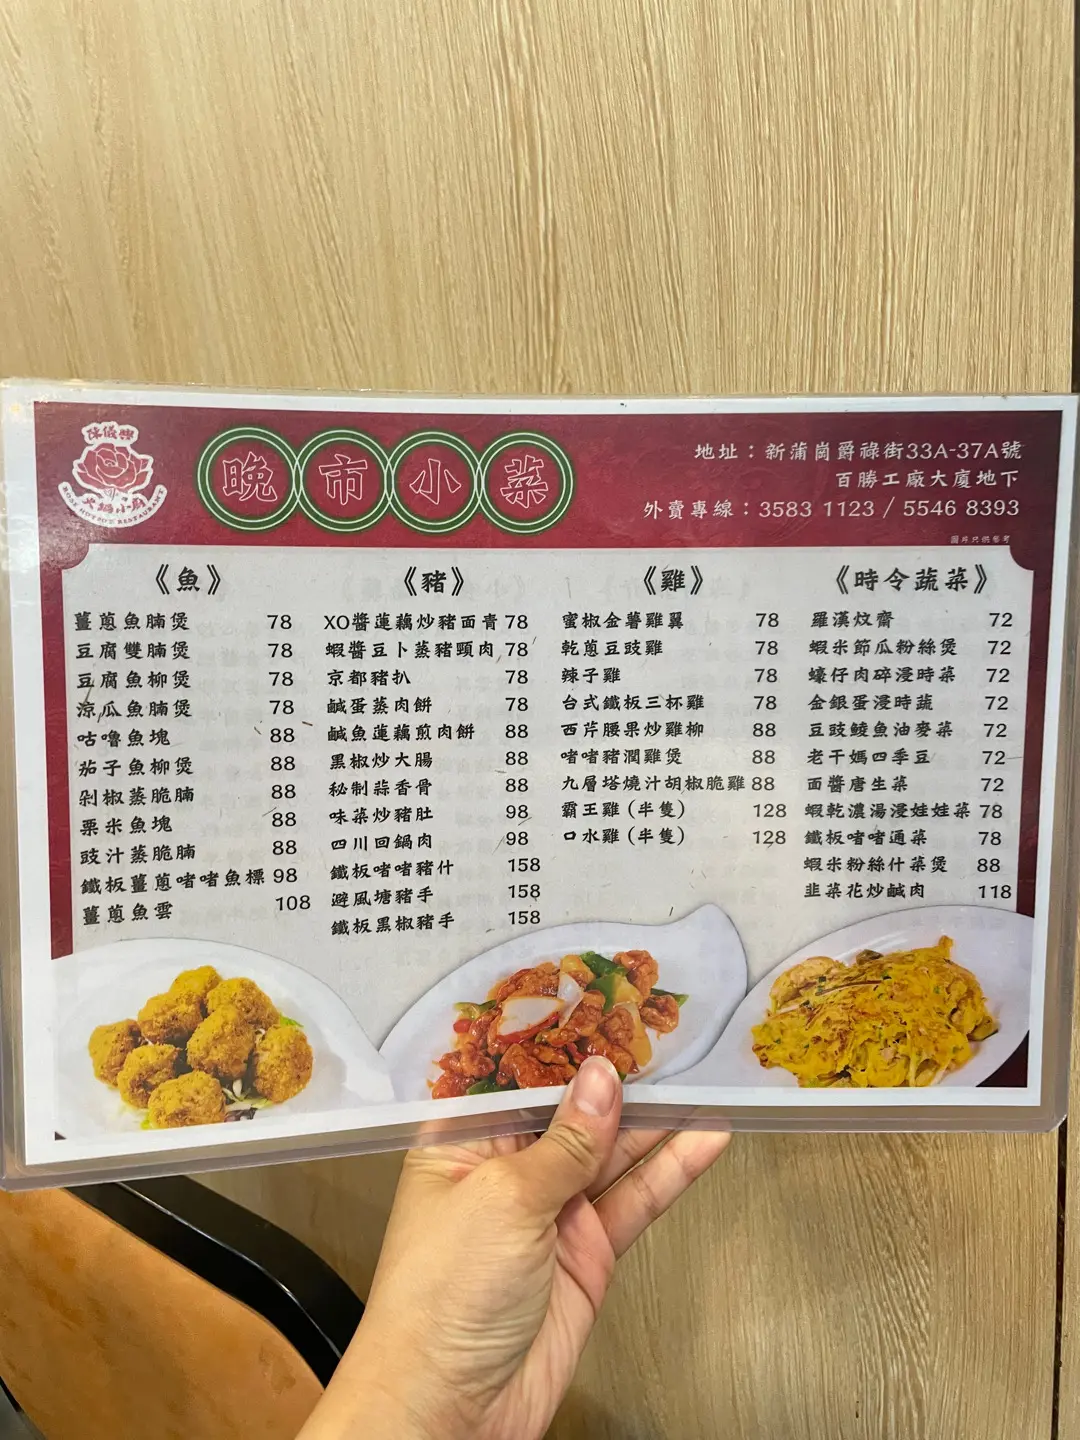 火鍋小廚
ROSE HOTPOT RESTAURANT
晚市小菜
地址：新蒲崗爵祿街33A-37A號
百勝工廠大廈地下
外賣專線：3583 1123 / 5546 8393
圖片只供參考
《魚》
薑蔥魚腩煲 78
豆腐雙腩煲 78
豆腐魚柳煲 78
涼瓜魚腩煲 78
咕嚕魚塊 88
茄子魚柳煲 88
剁椒蒸脆腩 88
粟米魚塊 88
豉汁蒸脆腩 88
鐵板薑蔥啫啫魚標 98
薑蔥魚雲 108
《豬》
XO醬蓮藕炒豬面青 78
蝦醬豆卜蒸豬頸肉 78
京都豬扒 78
鹹蛋蒸肉餅 78
鹹魚蓮藕煎肉餅 88
黑椒炒大腸 88
秘制蒜香骨 88
味菜炒豬肚 98
四川回鍋肉 98
鐵板啫啫豬什 158
避風塘豬手 158
鐵板黑椒豬手 158
《雞》
蜜椒金薯雞翼 78
乾蔥豆豉雞 78
辣子雞 78
台式鐵板三杯雞 78
西芹腰果炒雞柳 88
啫啫豬潤雞煲 88
九層塔燒汁胡椒脆雞 88
霸王雞(半隻) 128
口水雞(半隻) 128
《時令蔬菜》
羅漢炆齋 72
蝦米節瓜粉絲煲 72
蠔仔肉碎浸時菜 72
金銀蛋浸時蔬 72
豆豉鯪魚油麥菜 72
老干媽四季豆 72
面醬唐生菜 72
蝦乾濃湯浸娃娃菜 78
鐵板啫啫通菜 78
蝦米粉絲什菜煲 88
韭菜花炒鹹肉 118